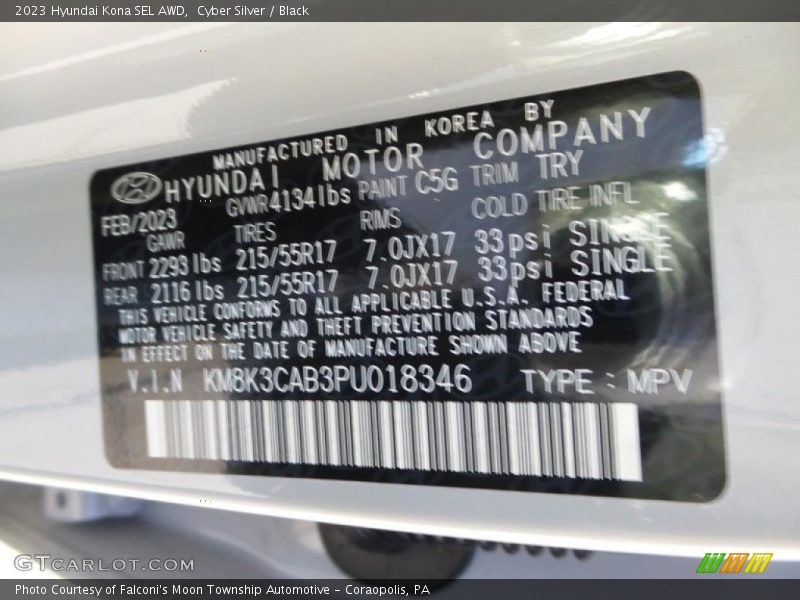 2023 Hyundai Kona SEL AWD,  Cyber Silver / Black
MANUFACTURED IN KOREA BY
HYUNDAI MOTOR COMPANY
FEB/2023 GVWR 4134lbs PAINT C5G TRIM TRY
GAWR TIRES RIMS COLD TIRE INFL
FRONT 2293 lbs 215/55R17 7.0JX17 33psi SINGLE
REAR 2116 lbs 215/55R17 7.0JX17 33psi SINGLE
THIS VEHICLE CONFORMS TO ALL APPLICABLE U.S.A. FEDERAL
MOTOR VEHICLE SAFETY AND THEFT PREVENTION STANDARDS
IN EFFECT ON THE DATE OF MANUFACTURE SHOWN ABOVE
V.I.N KM8K3CAB3PU018346 TYPE : MPV
GTCARLOT.COM
Photo Courtesy of Falconi's Moon Township Automotive - Coraopolis, PA